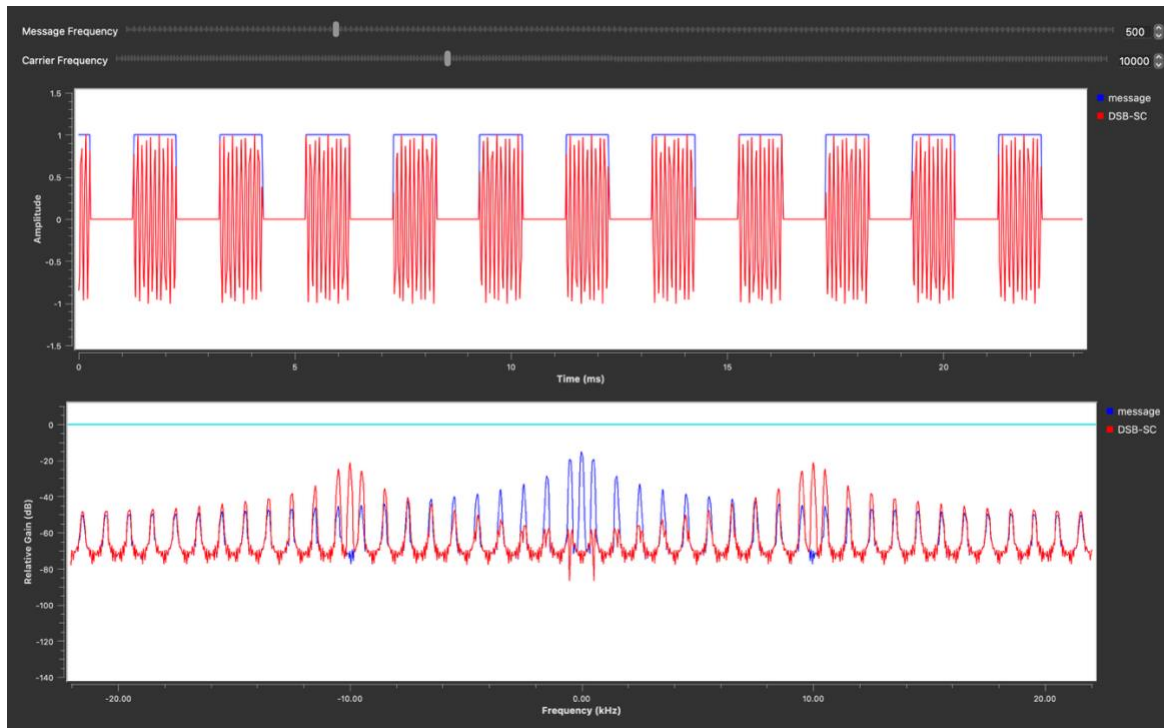 Message Frequency 500
Carrier Frequency 10000
1.5
1
0.5
0
-0.5
-1
-1.5
Amplitude
message
DSB-SC
0 5 10 15 20
Time (ms)
0
-20
-40
-60
-80
-100
-120
-140
Relative Gain (dB)
message
DSB-SC
-20.00 -10.00 0.00 10.00 20.00
Frequency (kHz)